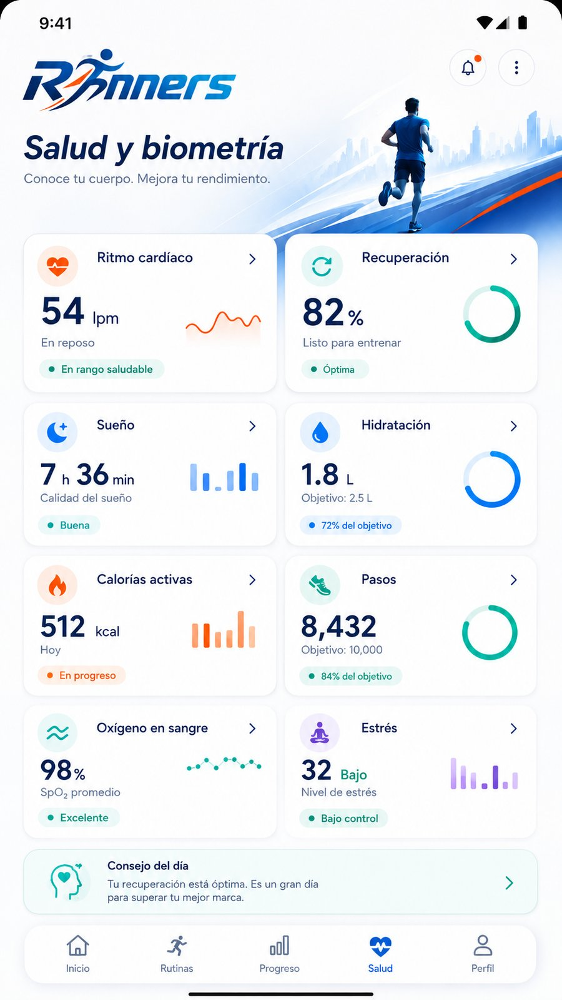 9:41
Runners
Salud y biometría
Conoce tu cuerpo. Mejora tu rendimiento.
Ritmo cardíaco
54 lpm
En reposo
En rango saludable
Recuperación
82%
Listo para entrenar
Óptima
Sueño
7 h 36 min
Calidad del sueño
Buena
Hidratación
1.8 L
Objetivo: 2.5 L
72% del objetivo
Calorías activas
512 kcal
Hoy
En progreso
Pasos
8,432
Objetivo: 10,000
84% del objetivo
Oxígeno en sangre
98%
SpO₂ promedio
Excelente
Estrés
32 Bajo
Nivel de estrés
Bajo control
Consejo del día
Tu recuperación está óptima. Es un gran día
para superar tu mejor marca.
Inicio
Rutinas
Progreso
Salud
Perfil